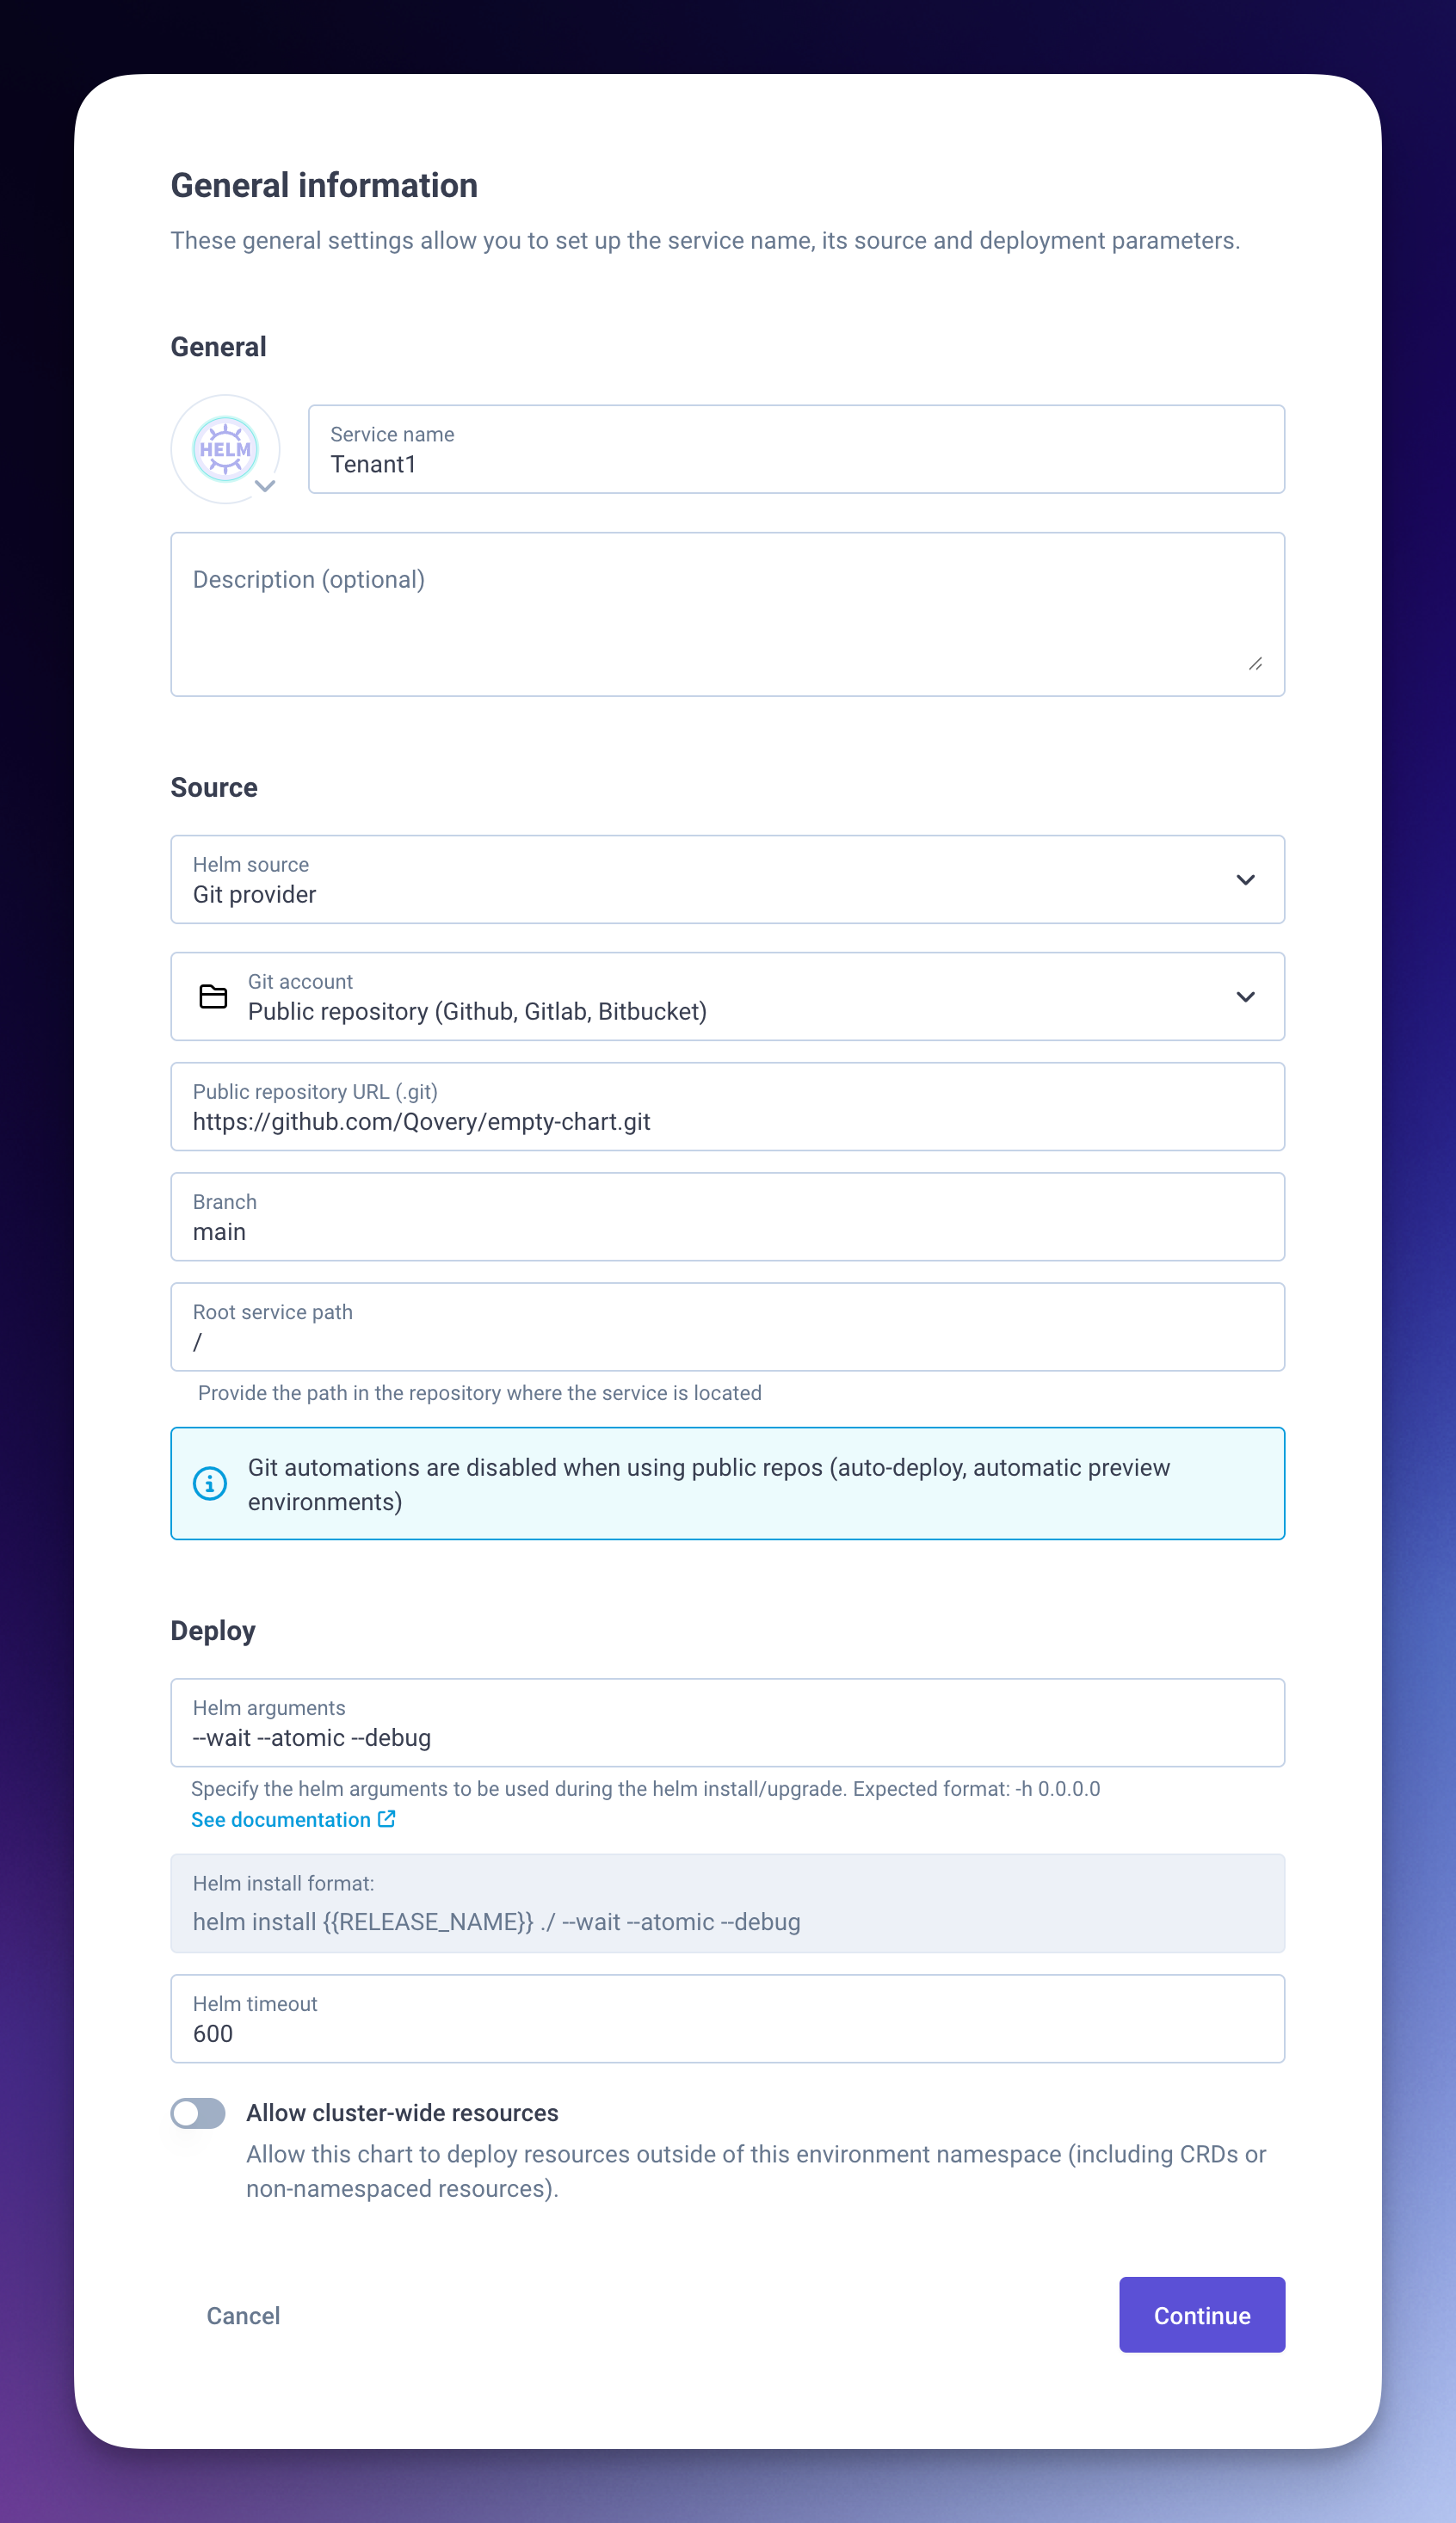 General information
These general settings allow you to set up the service name, its source and deployment parameters.
General
HELM
Service name
Tenant1
Description (optional)
Source
Helm source
Git provider
Git account
Public repository (Github, Gitlab, Bitbucket)
Public repository URL (.git)
https://github.com/Qovery/empty-chart.git
Branch
main
Root service path
/
Provide the path in the repository where the service is located
Git automations are disabled when using public repos (auto-deploy, automatic preview
environments)
Deploy
Helm arguments
--wait --atomic --debug
Specify the helm arguments to be used during the helm install/upgrade. Expected format: -h 0.0.0.0
See documentation
Helm install format:
helm install {{RELEASE_NAME}} ./ --wait --atomic --debug
Helm timeout
600
Allow cluster-wide resources
Allow this chart to deploy resources outside of this environment namespace (including CRDs or
non-namespaced resources).
Cancel
Continue